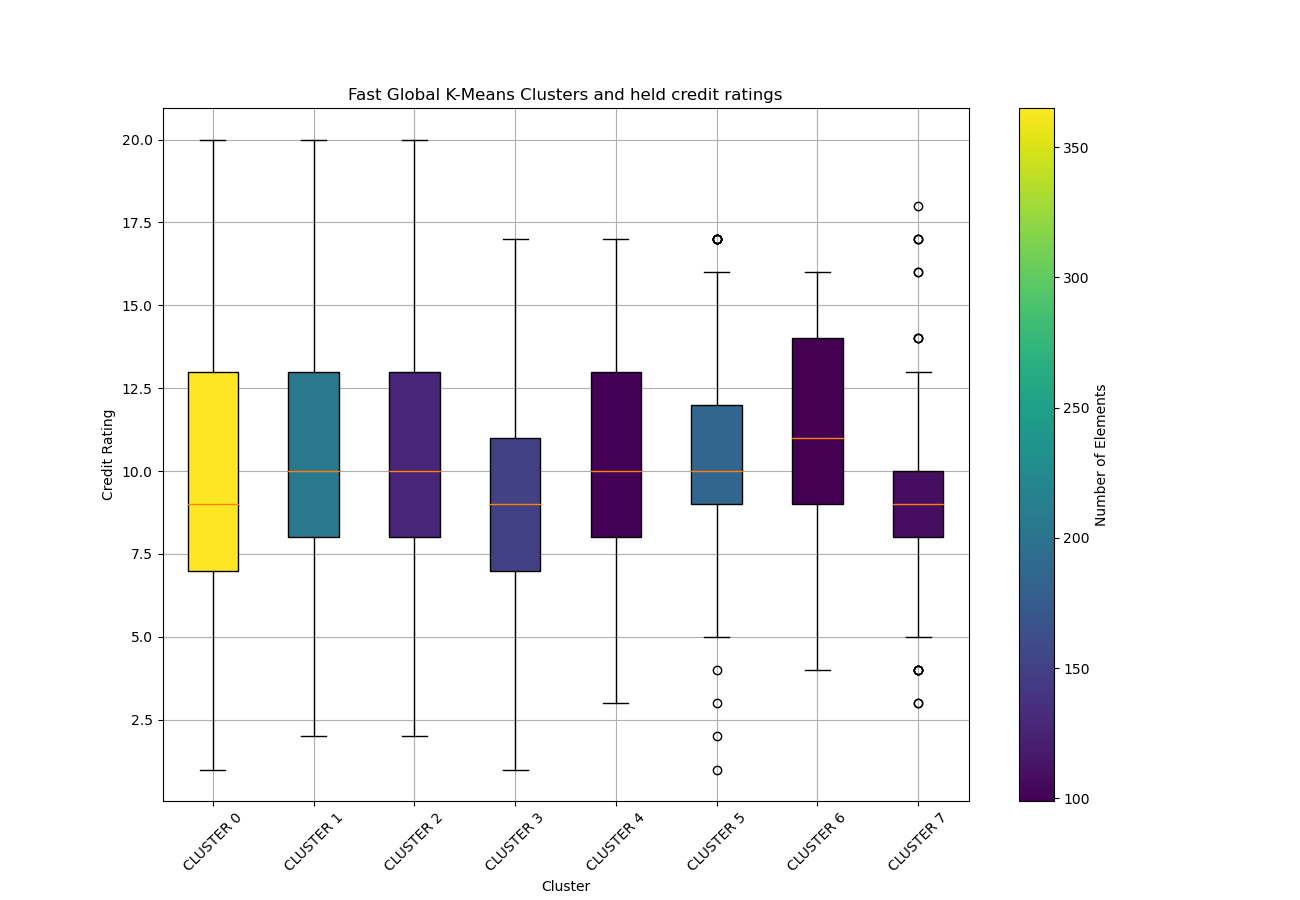 Fast Global K-Means Clusters and held credit ratings
20.0
17.5
15.0
12.5
10.0
7.5
5.0
2.5
Credit Rating
CLUSTER 0
CLUSTER 1
CLUSTER 2
CLUSTER 3
CLUSTER 4
CLUSTER 5
CLUSTER 6
CLUSTER 7
Cluster
350
300
250
200
150
100
Number of Elements